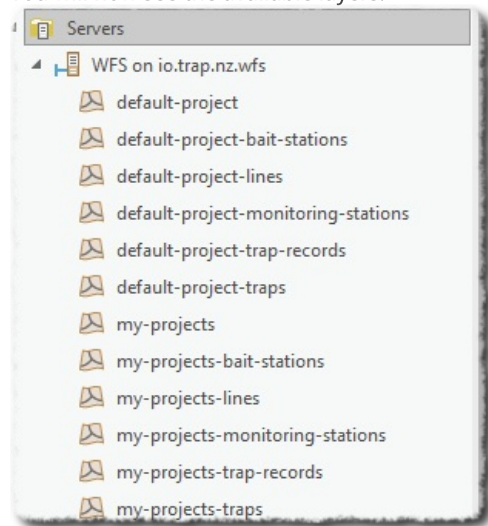 Servers
WFS on io.trap.nz.wfs
default-project
default-project-bait-stations
default-project-lines
default-project-monitoring-stations
default-project-trap-records
default-project-traps
my-projects
my-projects-bait-stations
my-projects-lines
my-projects-monitoring-stations
my-projects-trap-records
my-projects-traps